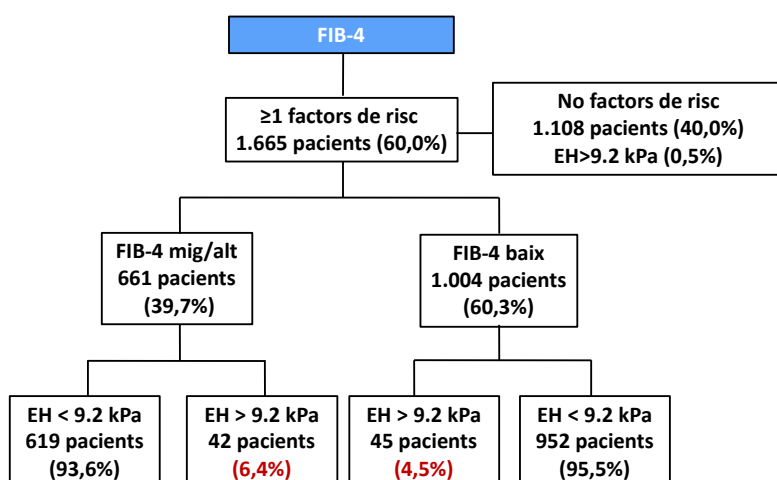 FIB-4
≥1 factors de risc
1.665 pacients (60,0%)
No factors de risc
1.108 pacients (40,0%)
EH>9.2 kPa (0,5%)
FIB-4 mig/alt
661 pacients
(39,7%)
FIB-4 baix
1.004 pacients
(60,3%)
EH < 9.2 kPa
619 pacients
(93,6%)
EH > 9.2 kPa
42 pacients
(6,4%)
EH > 9.2 kPa
45 pacients
(4,5%)
EH < 9.2 kPa
952 pacients
(95,5%)